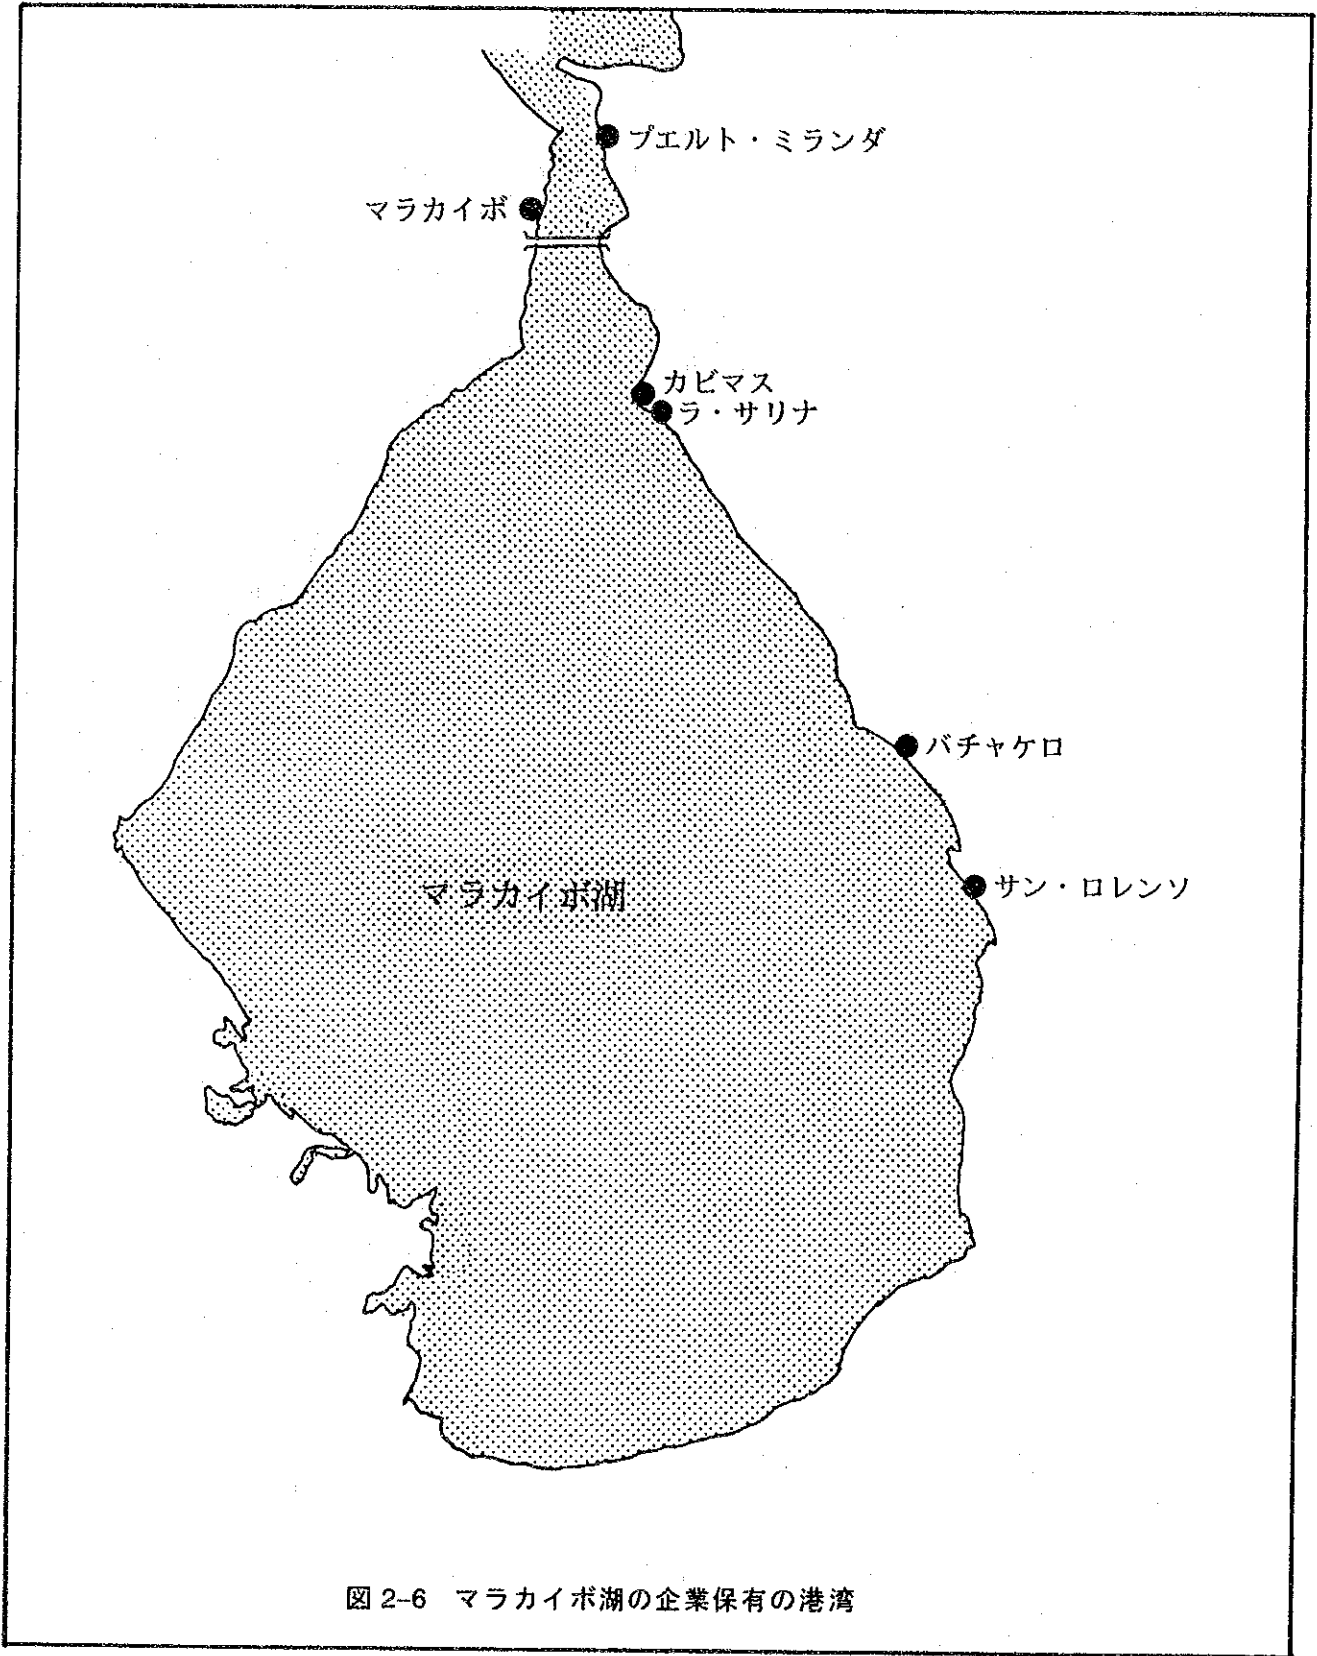 プエルト・ミランダ
マラカイボ
カビマス
ラ・サリナ
バチャケロ
マラカイボ湖
サン・ロレンソ
図 2-6 マラカイボ湖の企業保有の港湾